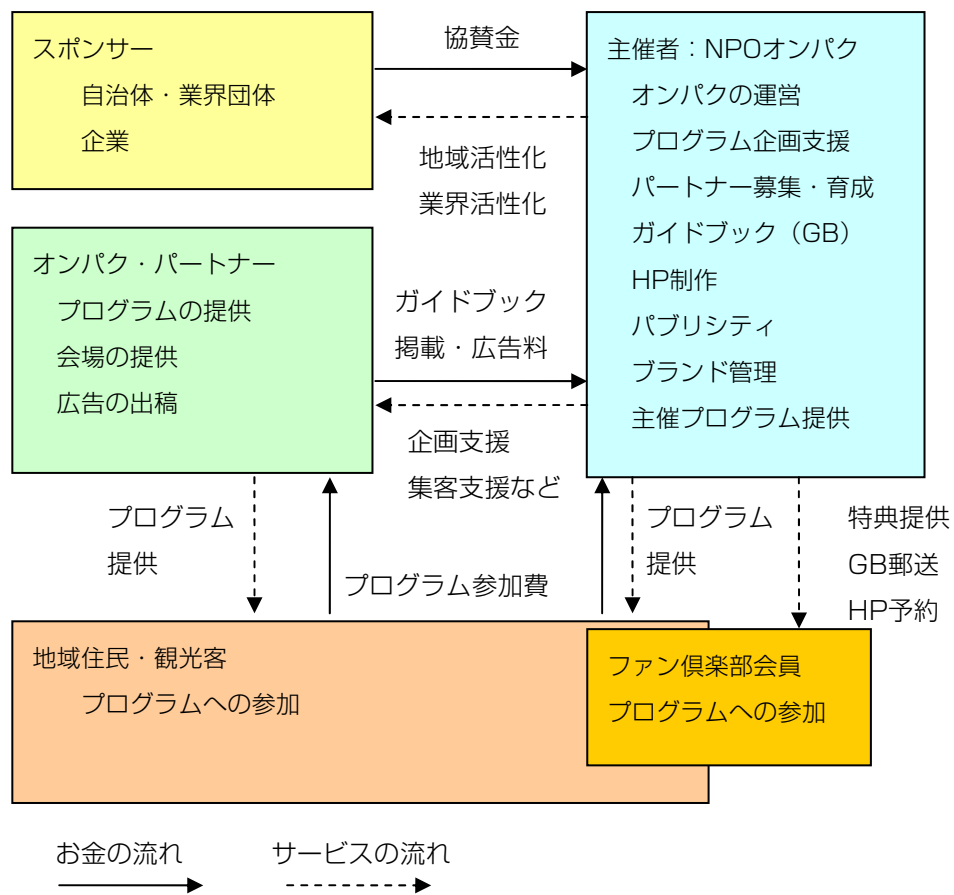 スポンサー
自治体・業界団体
企業
協賛金
地域活性化
業界活性化
主催者：NPOオンパク
オンパクの運営
プログラム企画支援
パートナー募集・育成
ガイドブック（GB）
HP制作
パブリシティ
ブランド管理
主催プログラム提供
オンパク・パートナー
プログラムの提供
会場の提供
広告の出稿
ガイドブック
掲載・広告料
企画支援
集客支援など
プログラム
提供
プログラム参加費
プログラム
提供
特典提供
GB郵送
HP予約
地域住民・観光客
プログラムへの参加
ファン倶楽部会員
プログラムへの参加
お金の流れ
サービスの流れ